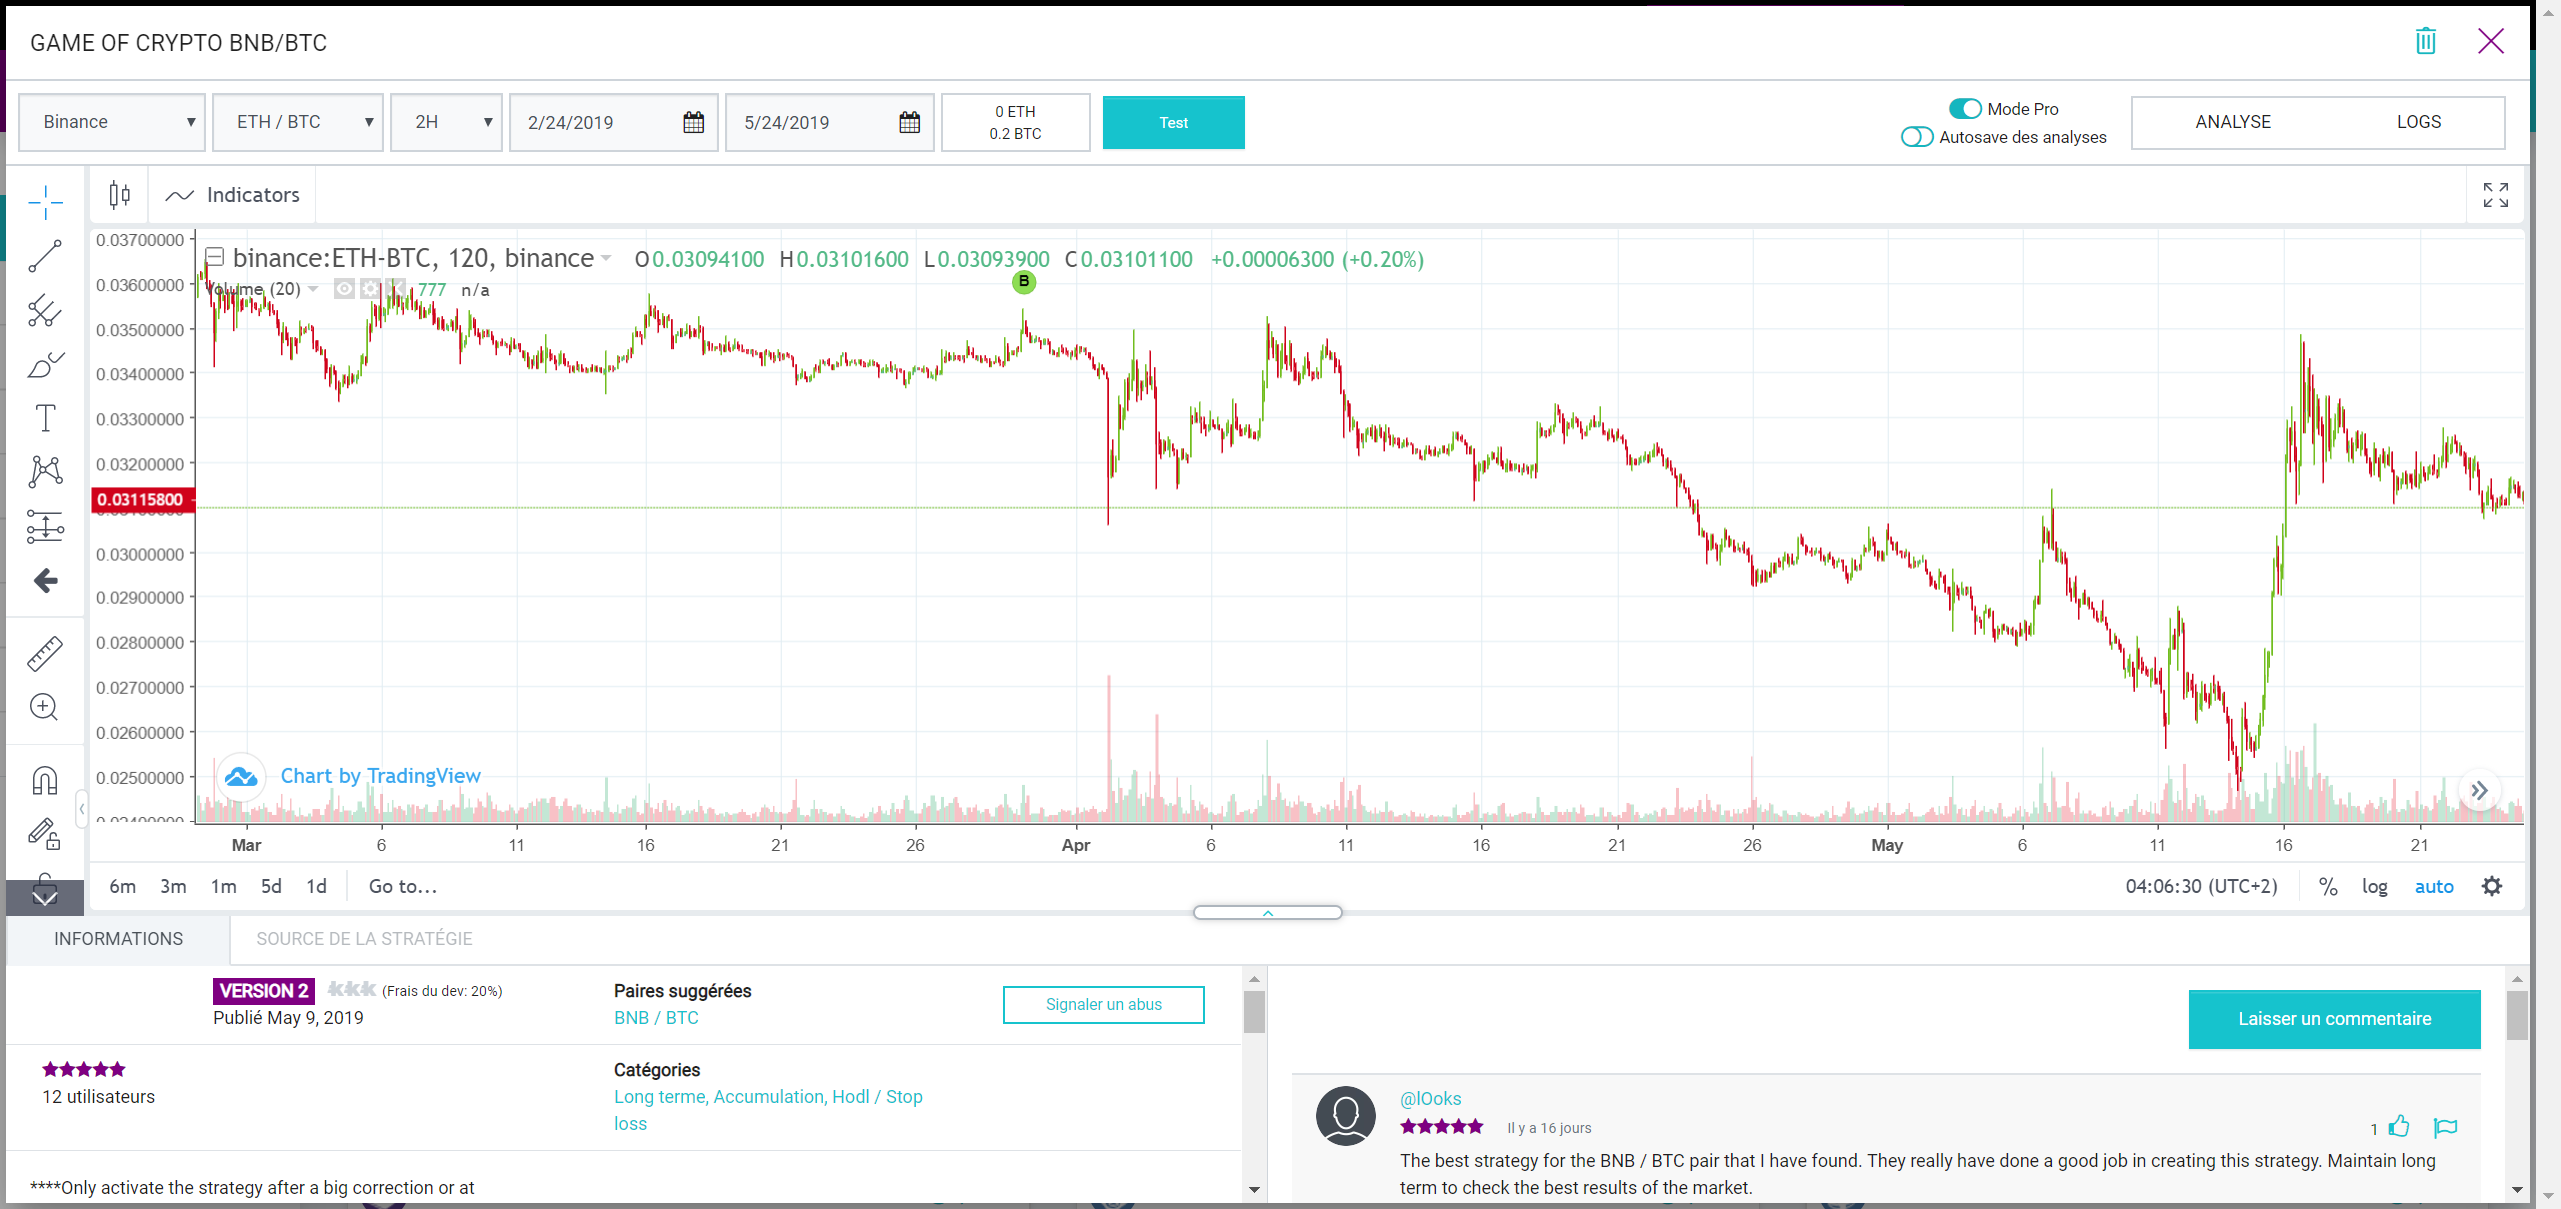 GAME OF CRYPTO BNB/BTC
Binance ▼ ETH / BTC ▼ 2H ▼ 2/24/2019 5/24/2019
0 ETH
0.2 BTC
Test
Mode Pro
Autosave des analyses
ANALYSE LOGS
Indicators
binance:ETH-BTC, 120, binance O0.03094100 H0.03101600 L0.03093900 C0.03101100 +0.00006300 (+0.20%)
Volume (20) 777 n/a
B
0.03700000
0.03600000
0.03500000
0.03400000
0.03300000
0.03200000
0.03115800
0.03000000
0.02900000
0.02800000
0.02700000
0.02600000
0.02500000
Chart by TradingView
Mar 6 11 16 21 26 Apr 6 11 16 21 26 May 6 11 16 21
6m 3m 1m 5d 1d Go to...
04:06:30 (UTC+2) % log auto
INFORMATIONS SOURCE DE LA STRATÉGIE
VERSION 2 (Frais du dev: 20%)
Publié May 9, 2019
Paires suggérées
BNB / BTC
Signaler un abus
12 utilisateurs
Catégories
Long terme, Accumulation, Hodl / Stop
loss
****Only activate the strategy after a big correction or at
Laisser un commentaire
@lOoks
Il y a 16 jours
1
The best strategy for the BNB / BTC pair that I have found. They really have done a good job in creating this strategy. Maintain long
term to check the best results of the market.